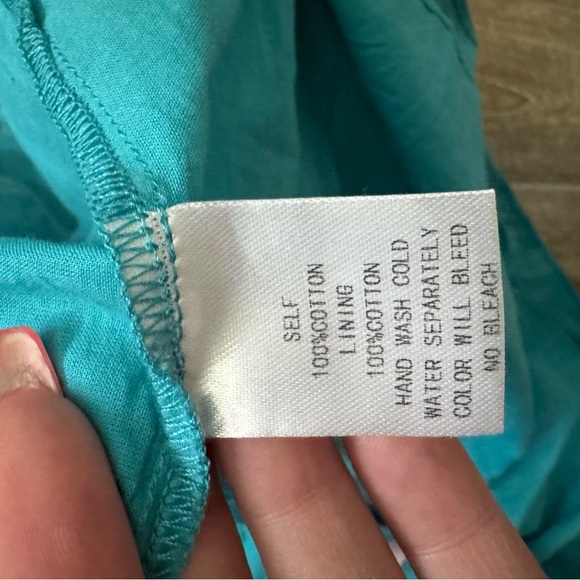 SELF
100%COTTON
LINING
100%COTTON
HAND WASH COLD
WATER SEPARATELY
COLOR WILL BLEED
NO BLEACH